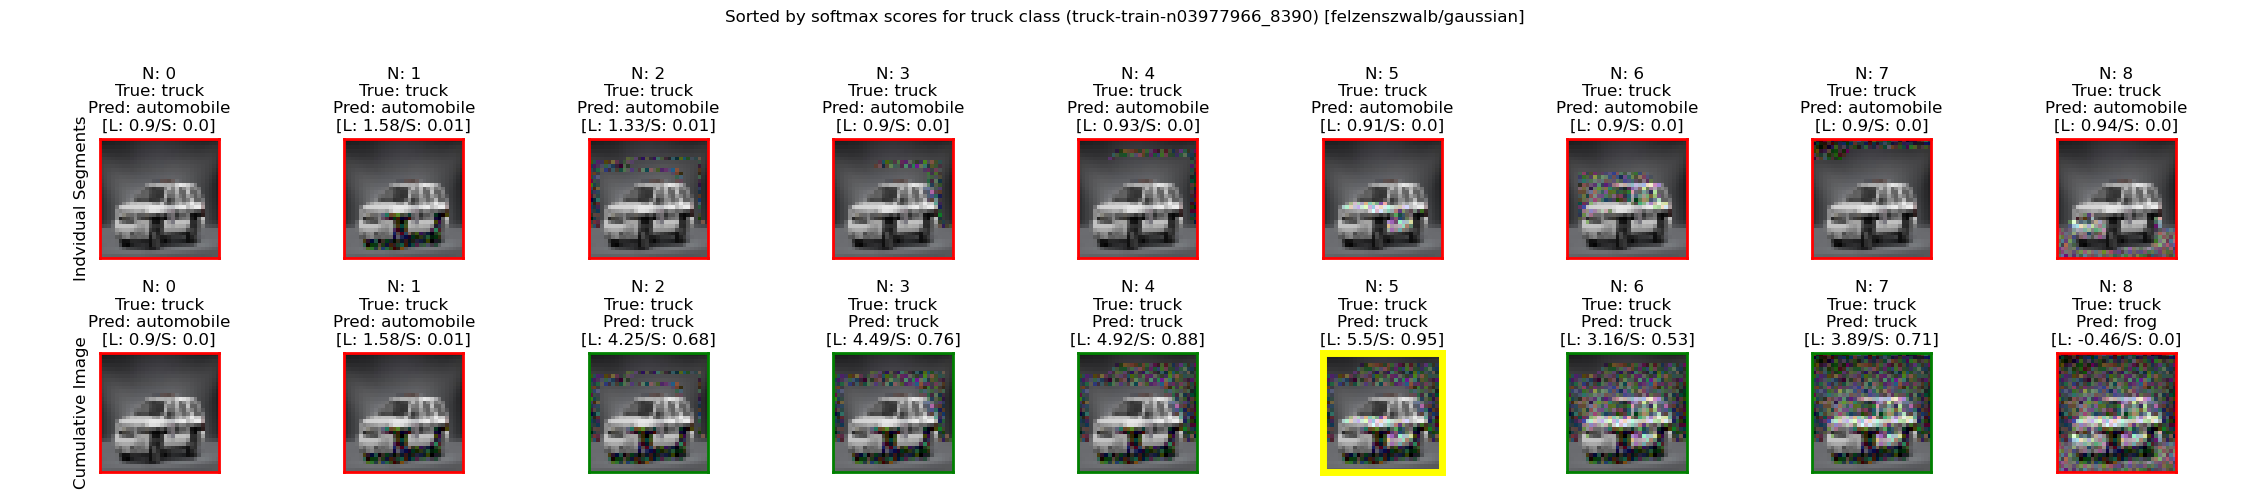 Sorted by softmax scores for truck class (truck-train-n03977966_8390) [felzenszwalb/gaussian]
Indvidual Segments
N: 0
True: truck
Pred: automobile
[L: 0.9/S: 0.0]
N: 1
True: truck
Pred: automobile
[L: 1.58/S: 0.01]
N: 2
True: truck
Pred: automobile
[L: 1.33/S: 0.01]
N: 3
True: truck
Pred: automobile
[L: 0.9/S: 0.0]
N: 4
True: truck
Pred: automobile
[L: 0.93/S: 0.0]
N: 5
True: truck
Pred: automobile
[L: 0.91/S: 0.0]
N: 6
True: truck
Pred: automobile
[L: 0.9/S: 0.0]
N: 7
True: truck
Pred: automobile
[L: 0.9/S: 0.0]
N: 8
True: truck
Pred: automobile
[L: 0.94/S: 0.0]
Cumulative Image
N: 0
True: truck
Pred: automobile
[L: 0.9/S: 0.0]
N: 1
True: truck
Pred: automobile
[L: 1.58/S: 0.01]
N: 2
True: truck
Pred: truck
[L: 4.25/S: 0.68]
N: 3
True: truck
Pred: truck
[L: 4.49/S: 0.76]
N: 4
True: truck
Pred: truck
[L: 4.92/S: 0.88]
N: 5
True: truck
Pred: truck
[L: 5.5/S: 0.95]
N: 6
True: truck
Pred: truck
[L: 3.16/S: 0.53]
N: 7
True: truck
Pred: truck
[L: 3.89/S: 0.71]
N: 8
True: truck
Pred: frog
[L: -0.46/S: 0.0]